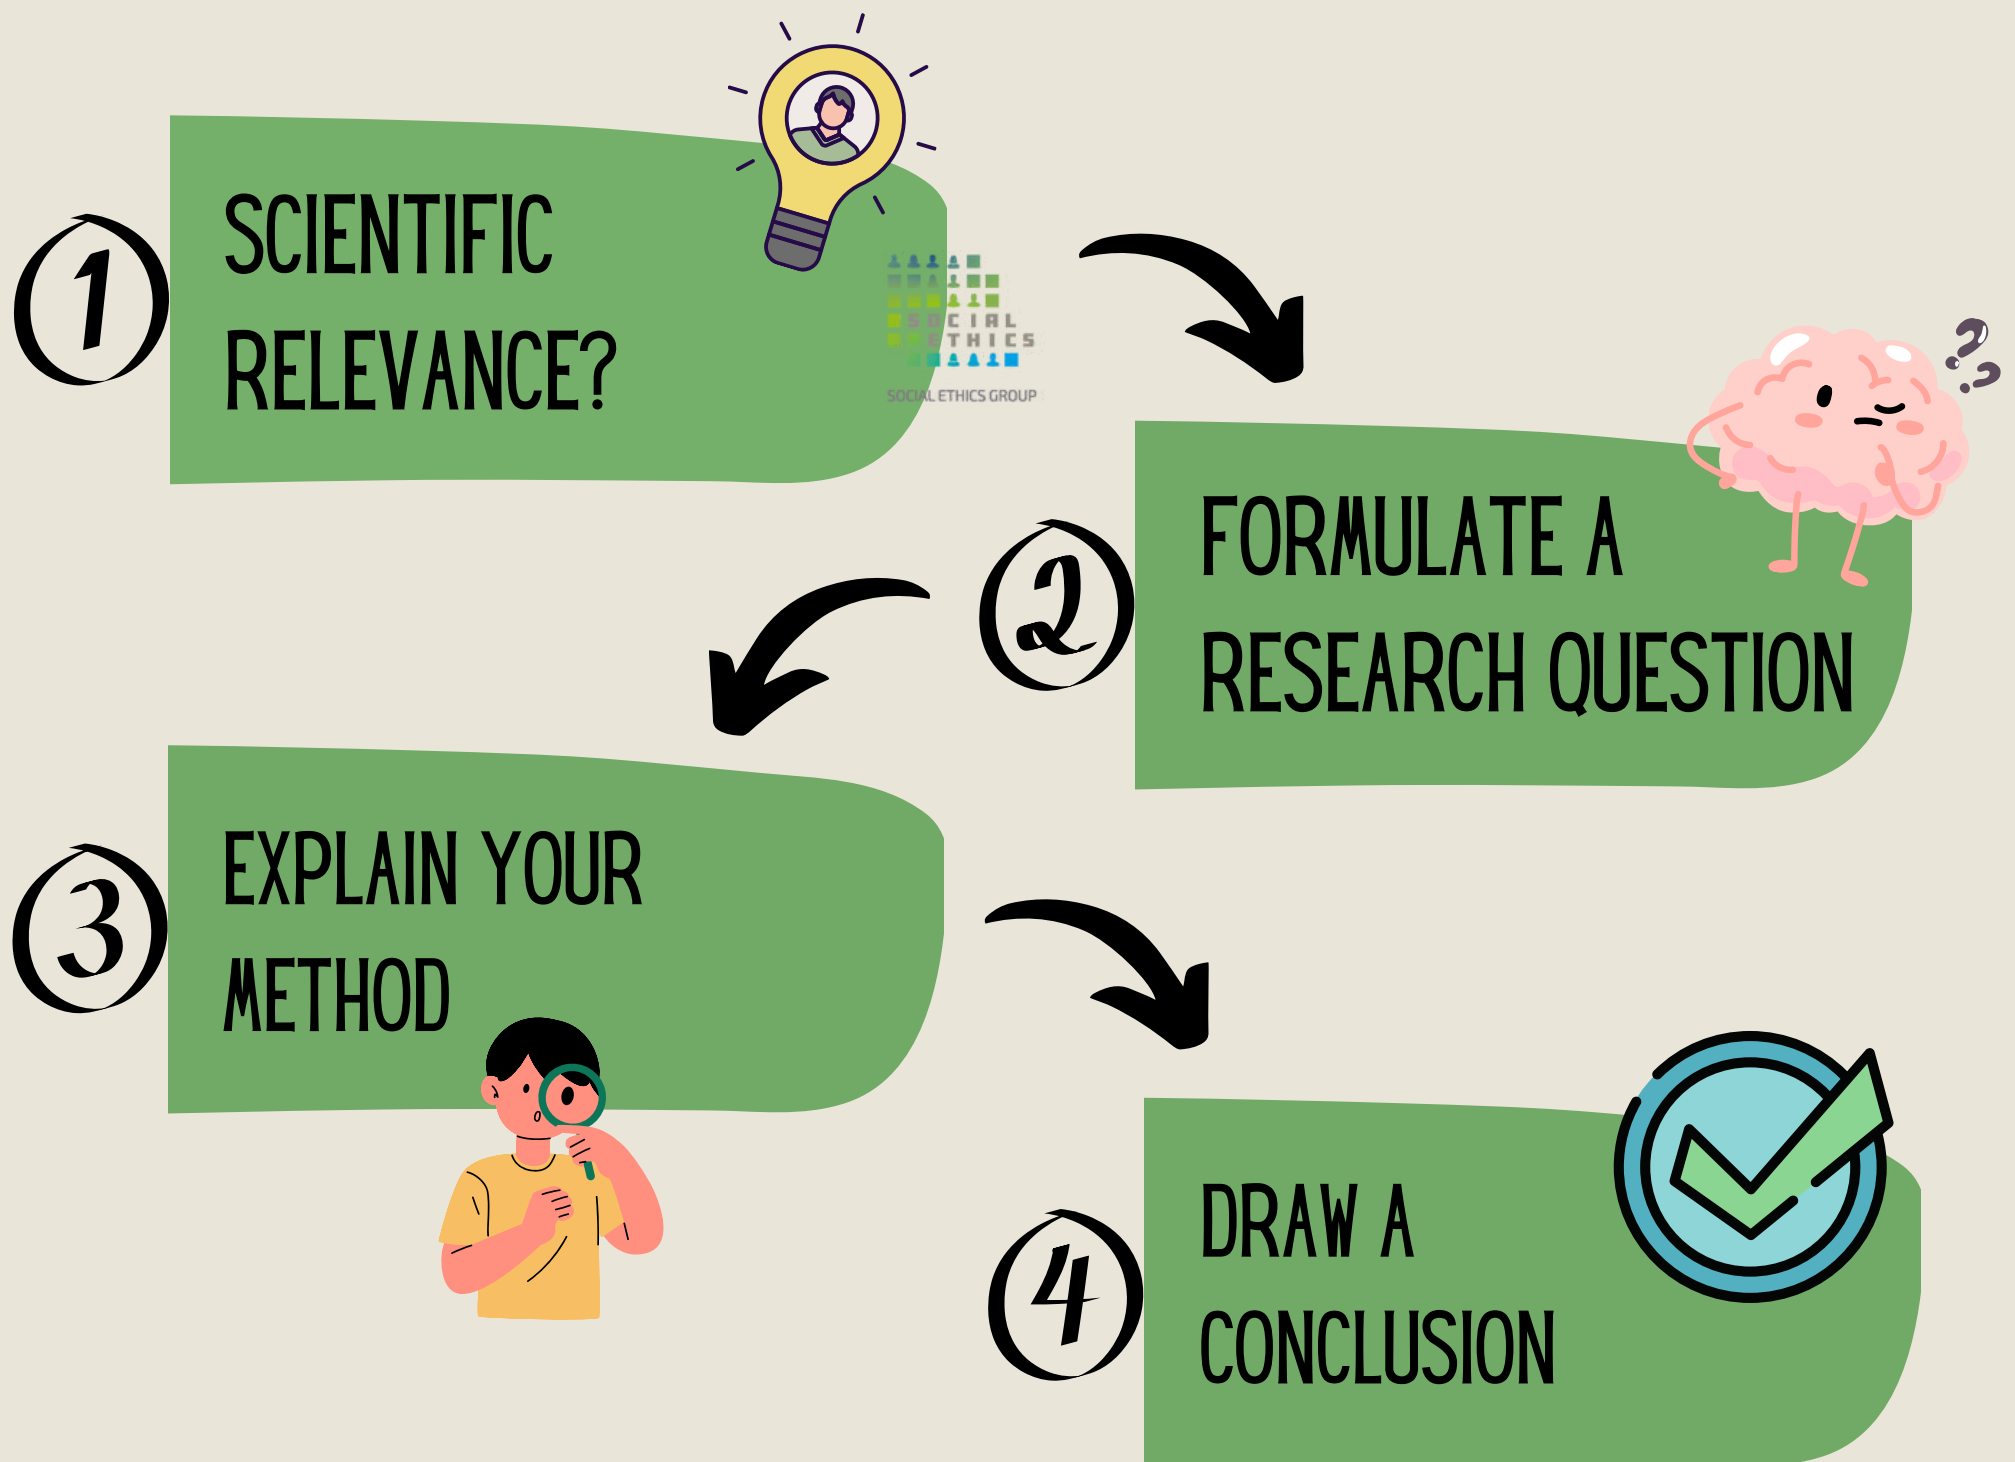 1
SCIENTIFIC
RELEVANCE?
SOCIAL
ETHICS
SOCIAL ETHICS GROUP
??
2
FORMULATE A
RESEARCH QUESTION
3
EXPLAIN YOUR
METHOD
4
DRAW A
CONCLUSION